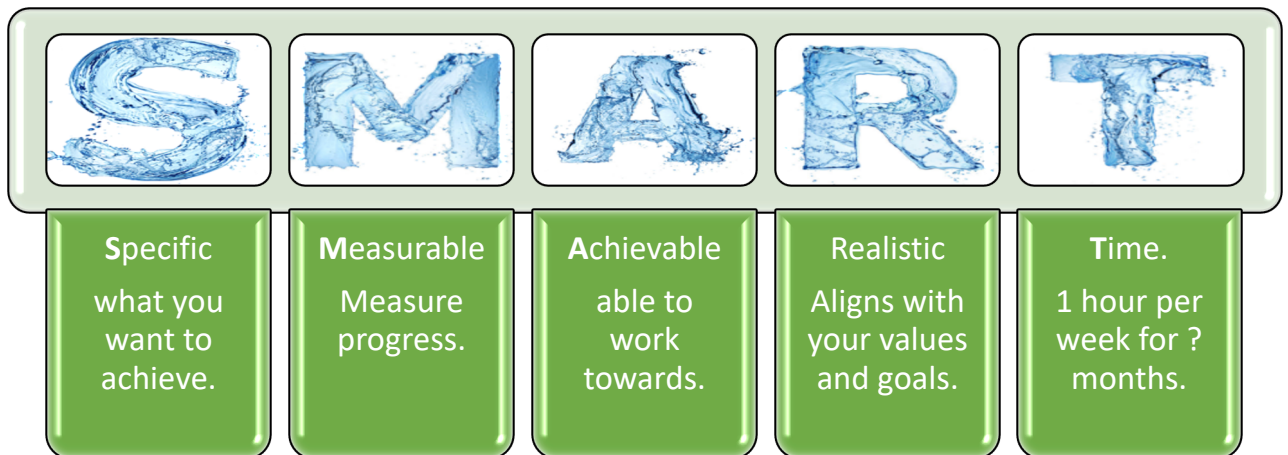 S M A R T
Specific
what you
want to
achieve.
Measurable
Measure
progress.
Achievable
able to
work
towards.
Realistic
Aligns with
your values
and goals.
Time.
1 hour per
week for ?
months.